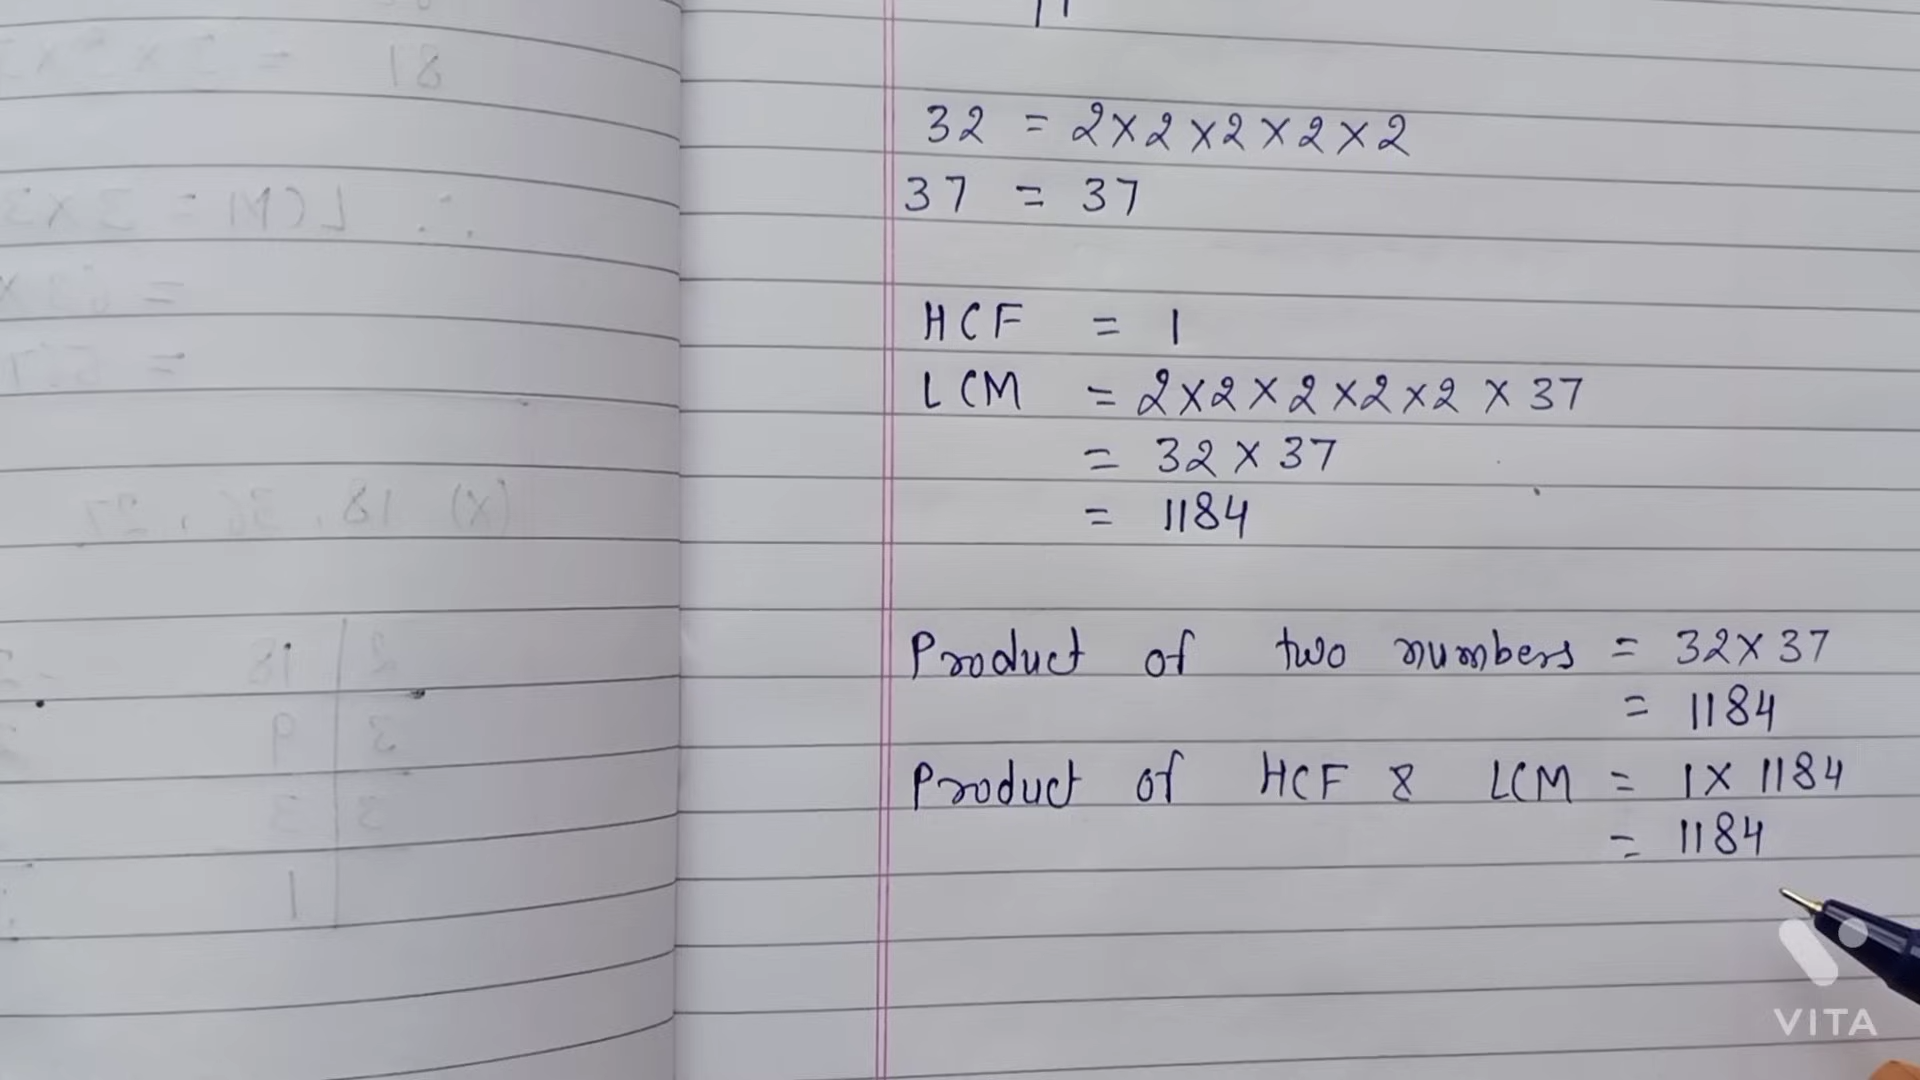 32 = 2×2×2×2×2
37 = 37
HCF = 1
LCM = 2×2×2×2×2×37
= 32×37
= 1184
Product of two numbers = 32×37
= 1184
Product of HCF & LCM = 1×1184
= 1184
VITA